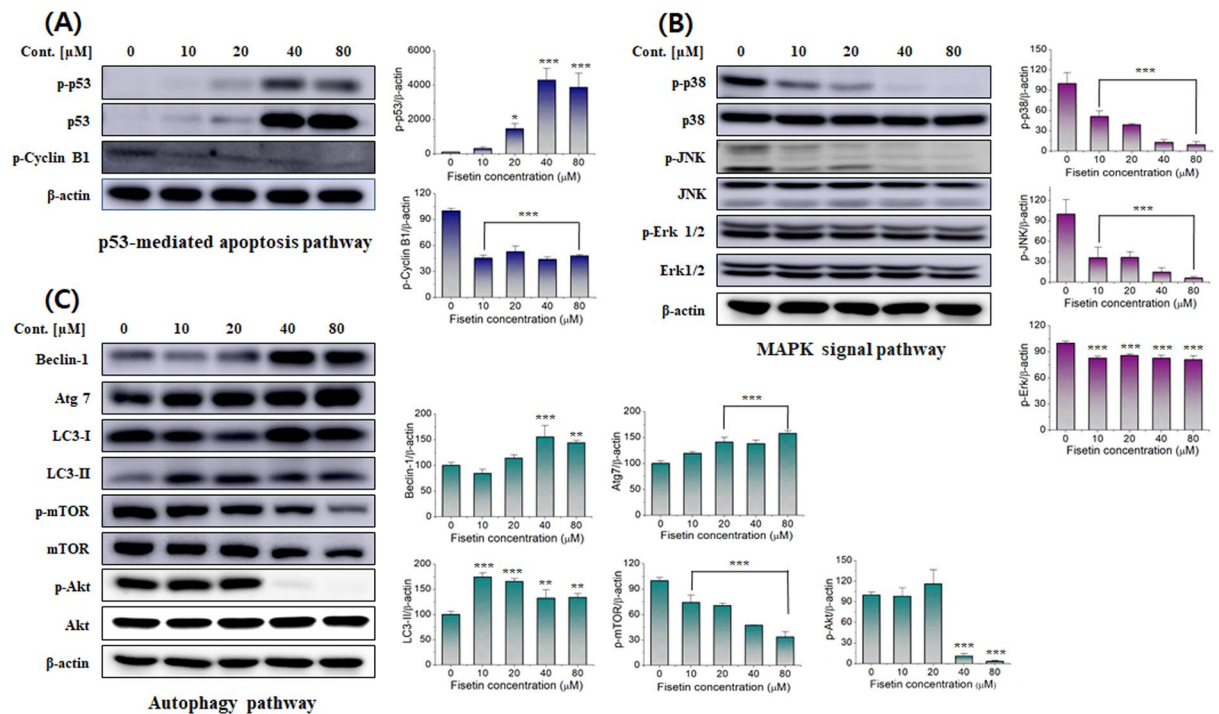 (A)
Cont. [µM] 0 10 20 40 80
p-p53
p53
p-Cyclin B1
β-actin
p53-mediated apoptosis pathway
p-p53/β-actin
6000
4000
2000
0
* *** ***
0 10 20 40 80
Fisetin concentration (µM)
p-Cyclin B1/β-actin
120
90
60
30
0
***
0 10 20 40 80
Fisetin concentration (µM)
(B)
Cont. [µM] 0 10 20 40 80
p-p38
p38
p-JNK
JNK
p-Erk 1/2
Erk1/2
β-actin
MAPK signal pathway
p-p38/β-actin
150
120
90
60
30
0
***
0 10 20 40 80
Fisetin concentration (µM)
p-JNK/β-actin
120
90
60
30
0
***
0 10 20 40 80
Fisetin concentration (µM)
p-Erk/β-actin
120
90
60
30
0
*** *** *** ***
0 10 20 40 80
Fisetin concentration (µM)
(C)
Cont. [µM] 0 10 20 40 80
Beclin-1
Atg 7
LC3-I
LC3-II
p-mTOR
mTOR
p-Akt
Akt
β-actin
Autophagy pathway
Beclin-1/β-actin
200
150
100
50
0
*** **
0 10 20 40 80
Fisetin concentration (µM)
Atg7/β-actin
200
150
100
50
0
***
0 10 20 40 80
Fisetin concentration (µM)
LC3-II/β-actin
200
150
100
50
0
*** *** ** **
0 10 20 40 80
Fisetin concentration (µM)
p-mTOR/β-actin
120
90
60
30
0
***
0 10 20 40 80
Fisetin concentration (µM)
p-Akt/β-actin
150
120
90
60
30
0
*** ***
0 10 20 40 80
Fisetin concentration (µM)